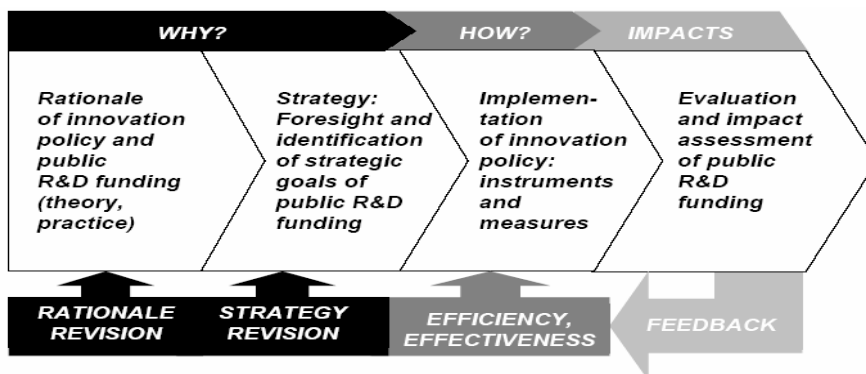 WHY?
HOW?
IMPACTS
Rationale
of innovation
policy and
public
R&D funding
(theory,
practice)
Strategy:
Foresight and
identification
of strategic
goals of
public R&D
funding
Implemen-
tation
of innovation
policy:
instruments
and
measures
Evaluation
and impact
assessment
of public
R&D
funding
RATIONALE
REVISION
STRATEGY
REVISION
EFFICIENCY,
EFFECTIVENESS
FEEDBACK